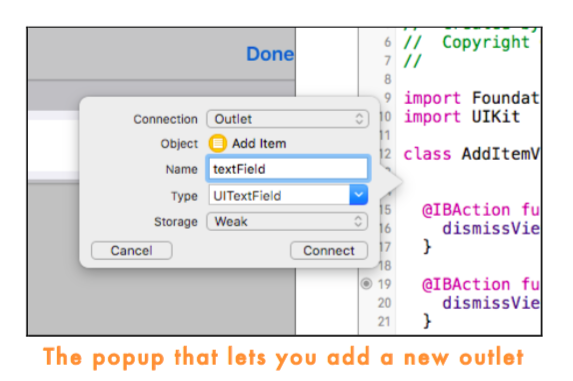 Done
Connection Outlet
Object Add Item
Name textField
Type UITextField
Storage Weak
Cancel Connect
6 // Copyright
7 //
8
9 import Foundat
10 import UIKit
11
12 class AddItemV
15 @IBAction fu
16 dismissVie
17 }
18
19 @IBAction fu
20 dismissVie
21 }
The popup that lets you add a new outlet